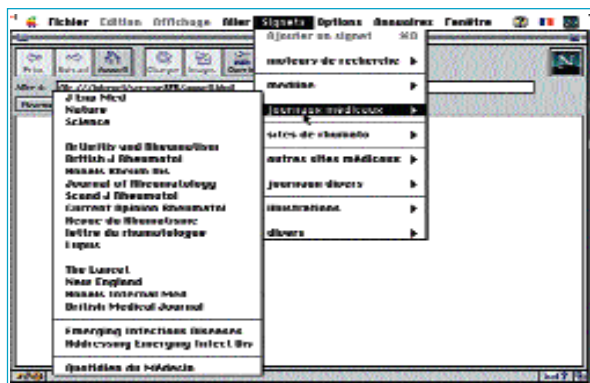 Fichier Edition Affichage Aller Signets Options Annuaires Fenêtre
Ajouter un signet ⌘D
moteurs de recherche
medline
journaux médicaux
sites de rhumato
autres sites médicaux
journaux divers
illustrations
divers
J Exp Med
Nature
Science
Arthritis and Rheumatism
British J Rheumatol
Annals Rheum Dis
Journal of Rheumatology
Scand J Rheumatol
Current Opinion Rheumatol
Revue du Rhumatisme
lettre du rhumatologue
Lupus
The Lancet
New England
Annals Internal Med
British Medical Journal
Emerging Infectious Diseases
Addressing Emerging Infect Dis
Quotidien du Médecin